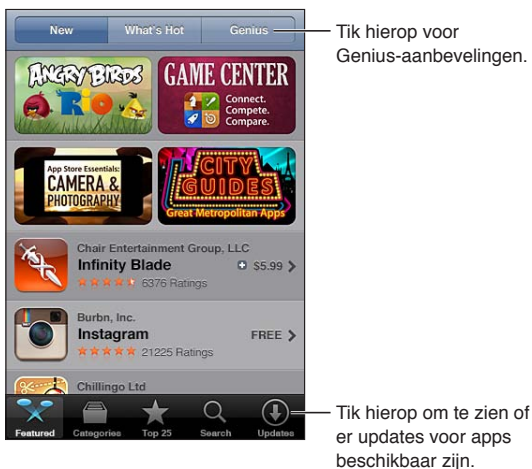 New What's Hot Genius
Tik hierop voor
Genius-aanbevelingen.
ANGRY BIRDS
RIO
GAME CENTER
Connect.
Compete.
Compare.
App Store Essentials:
CAMERA &
PHOTOGRAPHY
CITY
GUIDES
Great Metropolitan Apps
Chair Entertainment Group, LLC
Infinity Blade
$5.99
6376 Ratings
Burbn, Inc.
Instagram
FREE
21225 Ratings
Chillingo Ltd
Featured Categories Top 25 Search Updates
Tik hierop om te zien of
er updates voor apps
beschikbaar zijn.